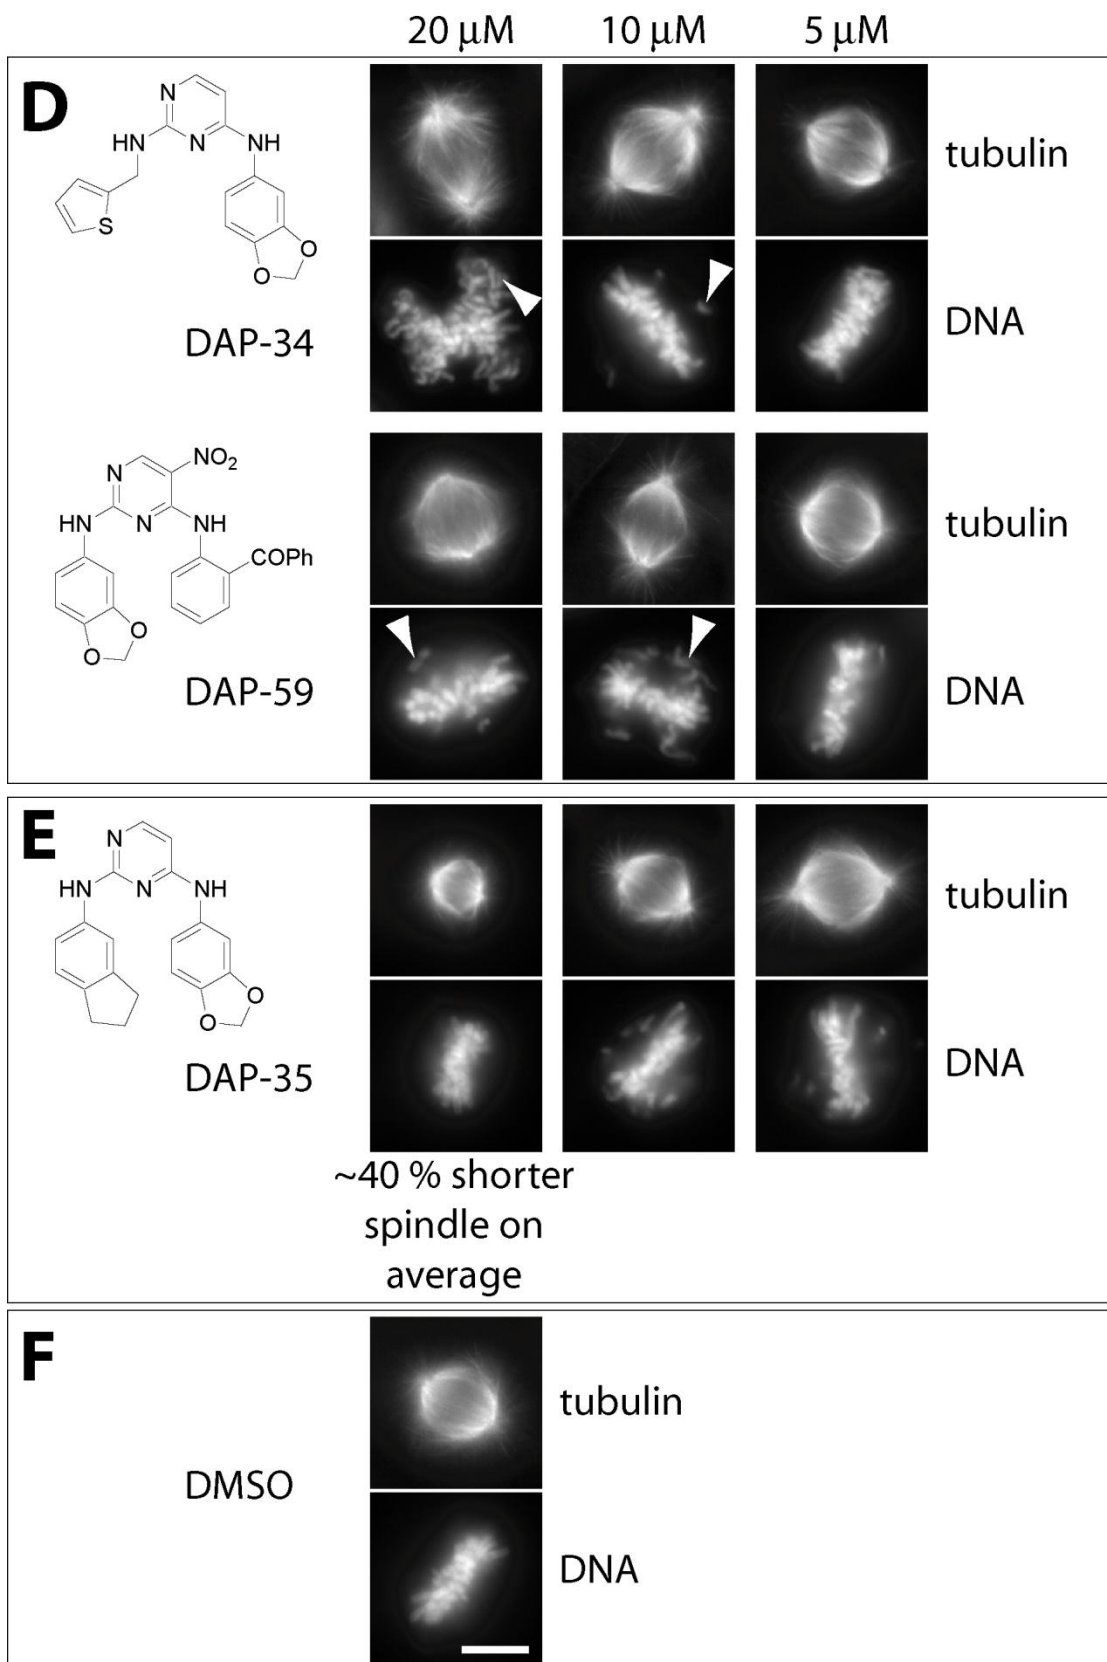 20 μM 10 μM 5 μM
D
N
HN N NH
S
O
O
DAP-34
tubulin
DNA
N NO2
HN N NH
COPh
O
O
DAP-59
tubulin
DNA
E
N
HN N NH
O
O
DAP-35
tubulin
DNA
~40 % shorter
spindle on
average
F
DMSO
tubulin
DNA